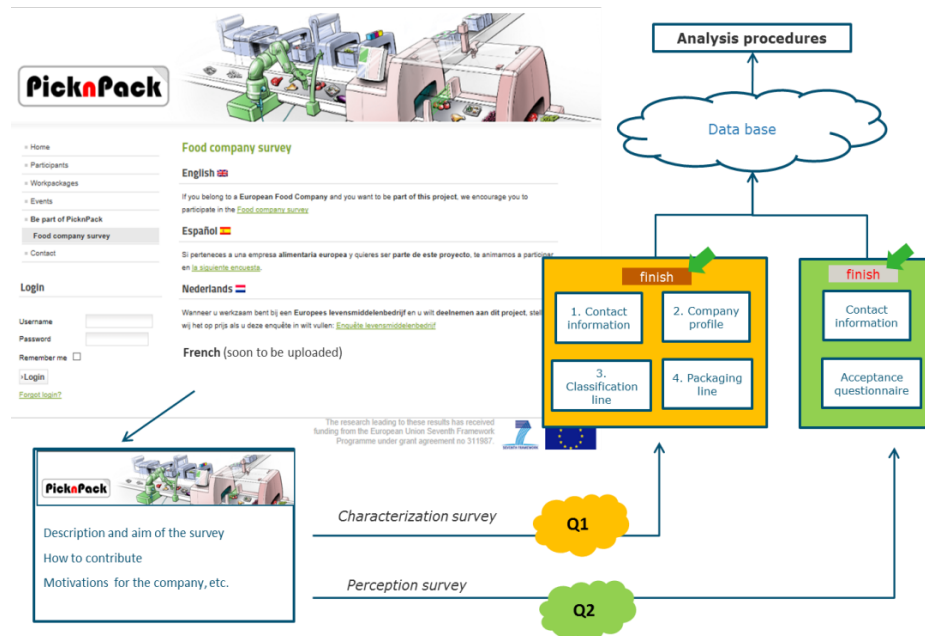 PicknPack
Home
Participants
Workpackages
Events
Be part of PicknPack
Food company survey
Contact
Login
Username
Password
Remember me
Login
Forgot login?
Food company survey
English
If you belong to a European Food Company and you want to be part of this project, we encourage you to
participate in the Food company survey
Español
Si perteneces a una empresa alimentaria europea y quieres ser parte de este proyecto, te animamos a participar
en la siguiente encuesta.
Nederlands
Wanneer u werkzaam bent bij een Europees levensmiddelenbedrijf en u wilt deelnemen aan dit project, stel
wij het op prijs als u deze enquête in wilt vullen: Enquête levensmiddelenbedrijf
French (soon to be uploaded)
The research leading to these results has received
funding from the European Union Seventh Framework
Programme under grant agreement no 311987.
SEVENTH FRAMEWORK
Analysis procedures
Data base
finish
1. Contact
information
2. Company
profile
3.
Classification
line
4. Packaging
line
finish
Contact
information
Acceptance
questionnaire
PicknPack
Description and aim of the survey
How to contribute
Motivations for the company, etc.
Characterization survey
Q1
Perception survey
Q2